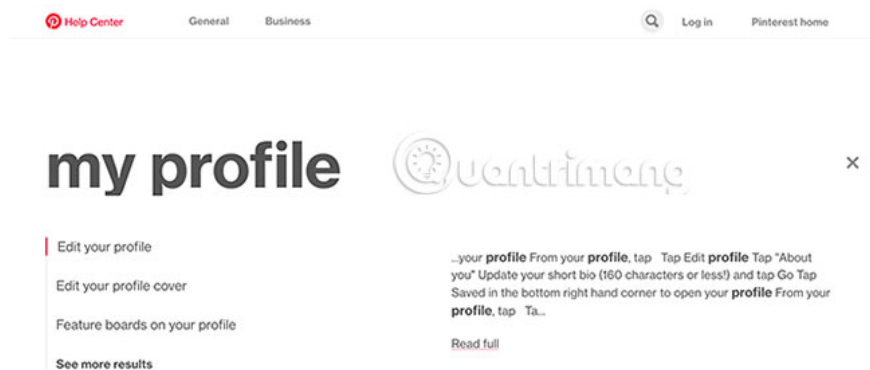 Help Center General Business Log in Pinterest home
my profile
Quantrimang
Edit your profile
Edit your profile cover
Feature boards on your profile
See more results
...your profile From your profile, tap Tap Edit profile Tap "About
you" Update your short bio (160 characters or less!) and tap Go Tap
Saved in the bottom right hand corner to open your profile From your
profile, tap Ta...
Read full